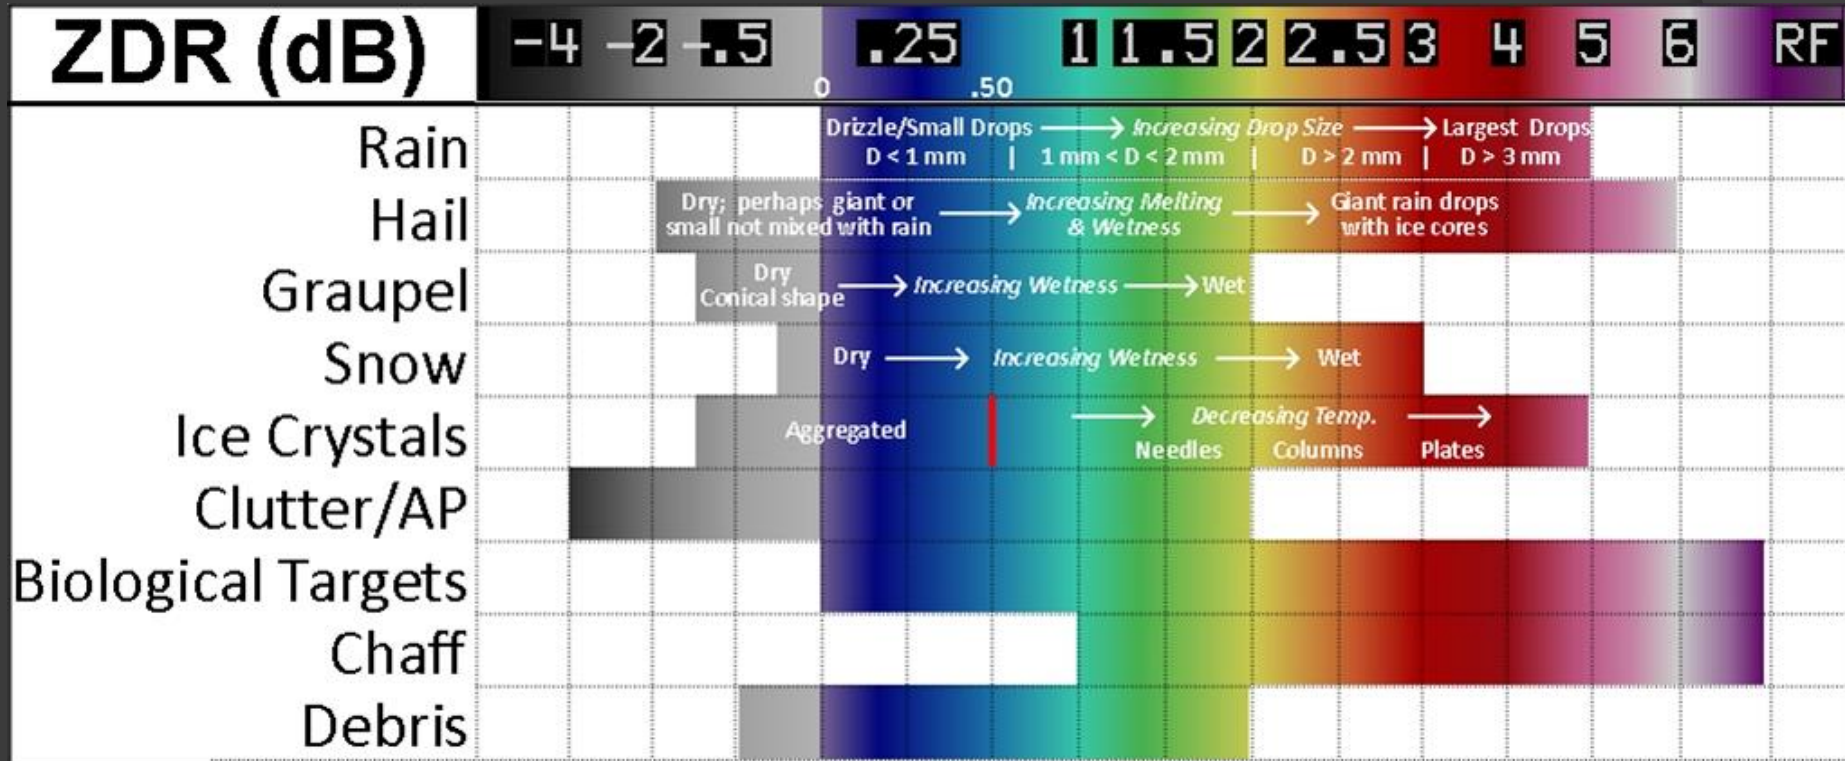 ZDR (dB) -4 -2 -.5 .25 1 1.5 2 2.5 3 4 5 6 RF
0 .50
Rain
Drizzle/Small Drops → Increasing Drop Size → Largest Drops
D < 1 mm | 1 mm < D < 2 mm | D > 2 mm | D > 3 mm
Hail
Dry; perhaps giant or
small not mixed with rain → Increasing Melting
& Wetness → Giant rain drops
with ice cores
Graupel
Dry
Conical shape → Increasing Wetness → Wet
Snow
Dry → Increasing Wetness → Wet
Ice Crystals
Aggregated
→ Decreasing Temp. →
Needles Columns Plates
Clutter/AP
Biological Targets
Chaff
Debris